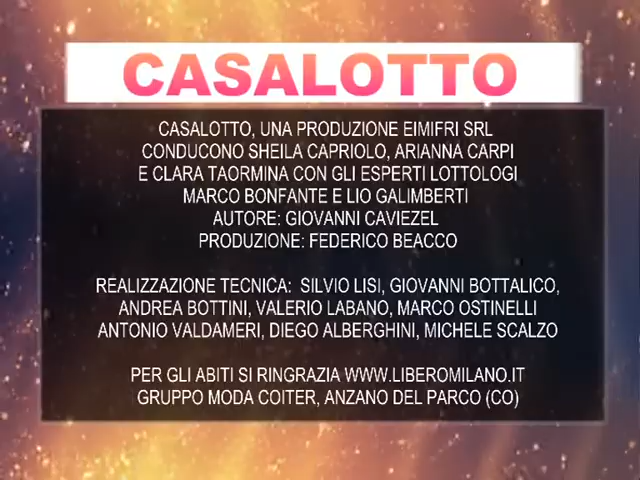 CASALOTTO
CASALOTTO, UNA PRODUZIONE EIMIFRI SRL
CONDUCONO SHEILA CAPRIOLO, ARIANNA CARPI
E CLARA TAORMINA CON GLI ESPERTI LOTTOLOGI
MARCO BONFANTE E LIO GALIMBERTI
AUTORE: GIOVANNI CAVIEZEL
PRODUZIONE: FEDERICO BEACCO
REALIZZAZIONE TECNICA: SILVIO LISI, GIOVANNI BOTTALICO,
ANDREA BOTTINI, VALERIO LABANO, MARCO OSTINELLI
ANTONIO VALDAMERI, DIEGO ALBERGHINI, MICHELE SCALZO
PER GLI ABITI SI RINGRAZIA WWW.LIBEROMILANO.IT
GRUPPO MODA COITER, ANZANO DEL PARCO (CO)